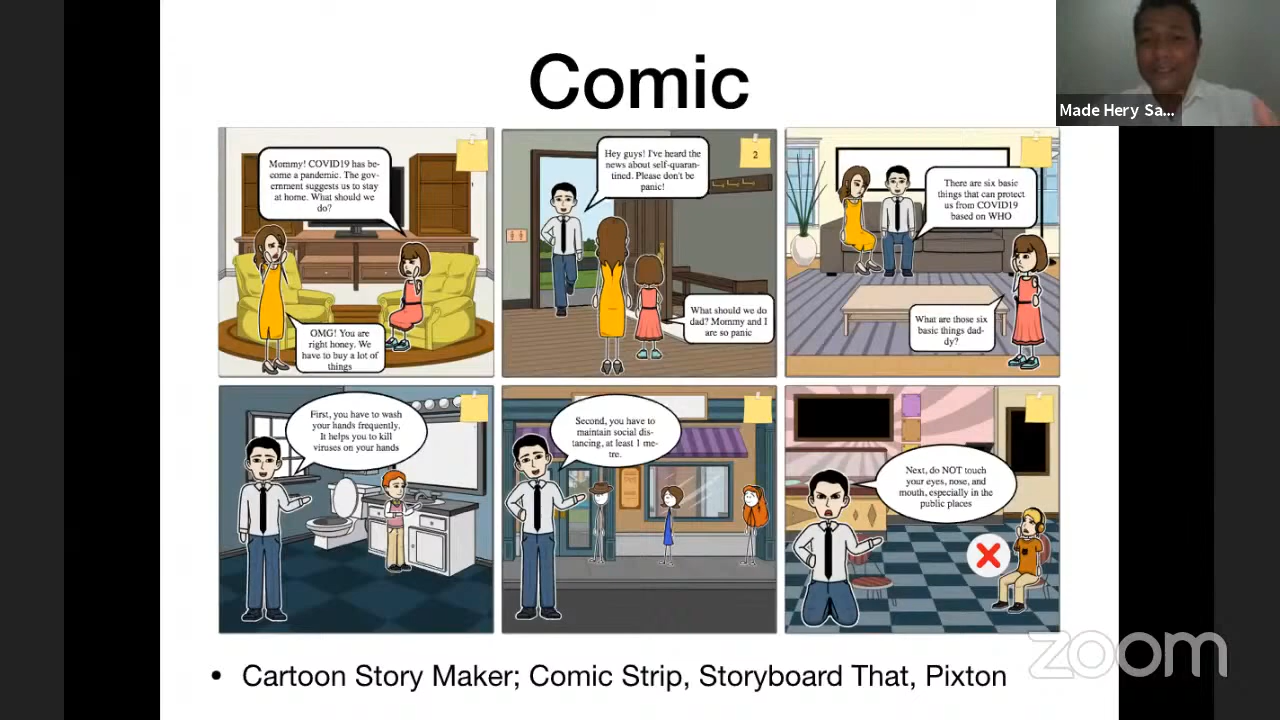 Comic
Made Hery Sa...
Mommy! COVID19 has be-
come a pandemic. The gov-
ernment suggests us to stay
at home. What should we
do?
OMG! You are
right honey. We
have to buy a lot of
things
2
Hey guys! I've heard the
news about self-quaran-
tined. Please don't be
panic!
What should we do
dad? Mommy and I
are so panic
There are six basic
things that can protect
us from COVID19
based on WHO
What are those six
basic things dad-
dy?
First, you have to wash
your hands frequently.
It helps you to kill
viruses on your hands
Second, you have to
maintain social dis-
tancing, at least 1 me-
tre.
Next, do NOT touch
your eyes, nose, and
mouth, especially in the
public places
• Cartoon Story Maker; Comic Strip, Storyboard That, Pixton
zoom